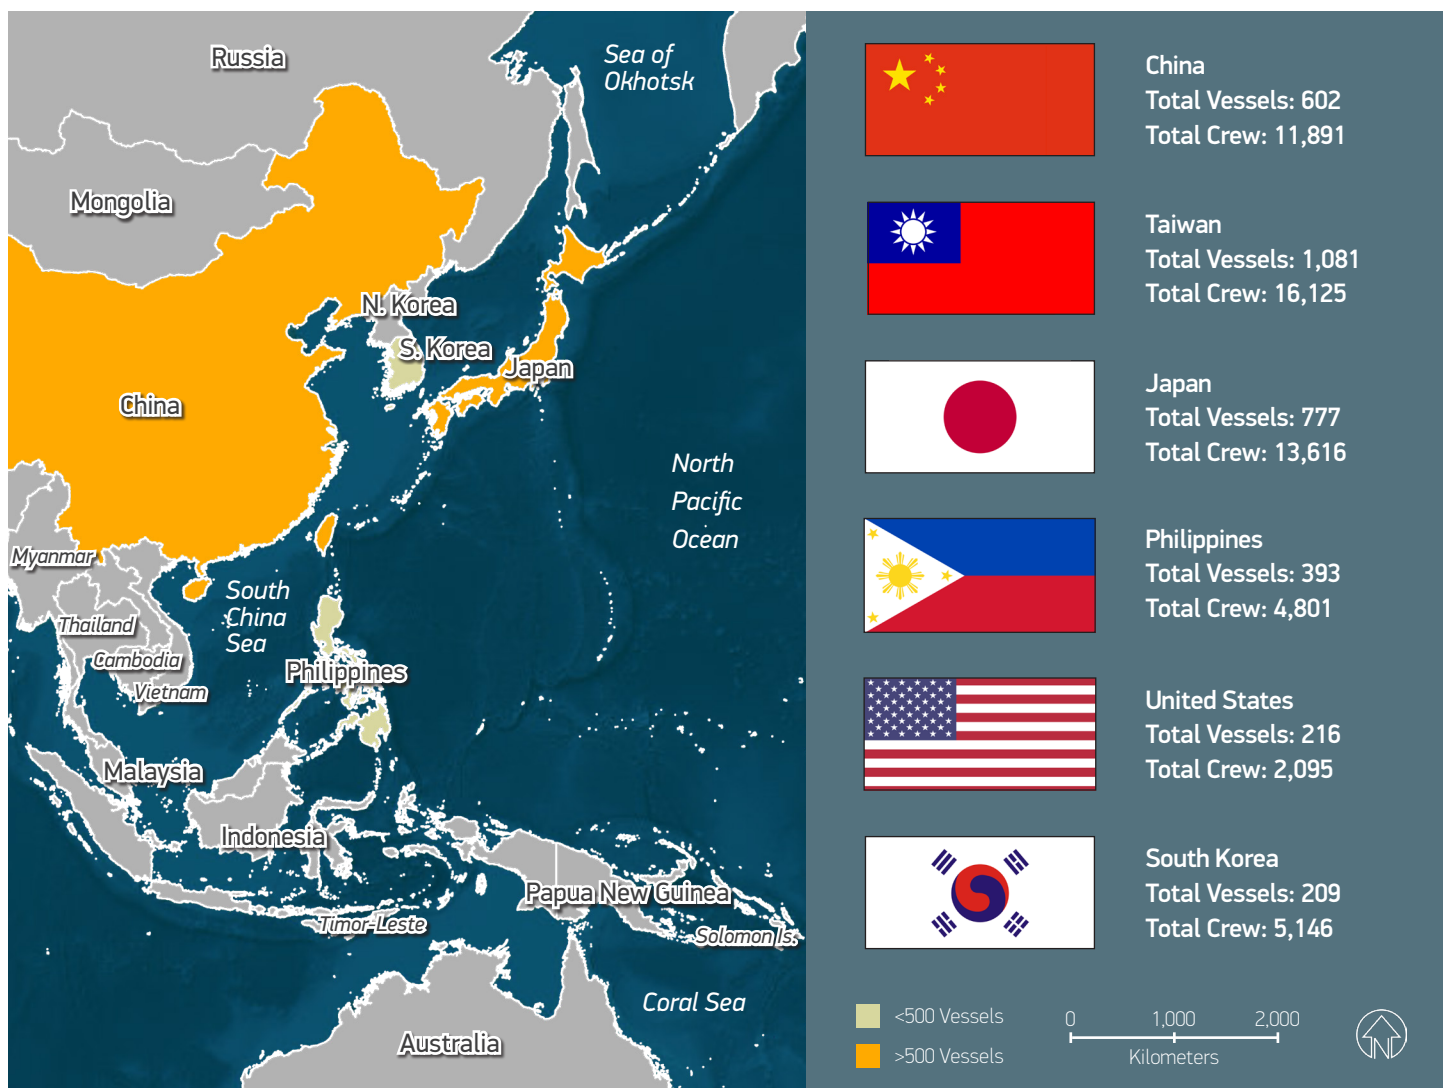 Russia
Sea of
Okhotsk
Mongolia
N. Korea
S. Korea
Japan
China
North
Pacific
Ocean
Myanmar
South
China
Sea
Thailand
Cambodia
Vietnam
Philippines
Malaysia
Indonesia
Papua New Guinea
Timor-Leste
Solomon Is.
Coral Sea
Australia
China
Total Vessels: 602
Total Crew: 11,891
Taiwan
Total Vessels: 1,081
Total Crew: 16,125
Japan
Total Vessels: 777
Total Crew: 13,616
Philippines
Total Vessels: 393
Total Crew: 4,801
United States
Total Vessels: 216
Total Crew: 2,095
South Korea
Total Vessels: 209
Total Crew: 5,146
<500 Vessels
>500 Vessels
0 1,000 2,000
Kilometers
N